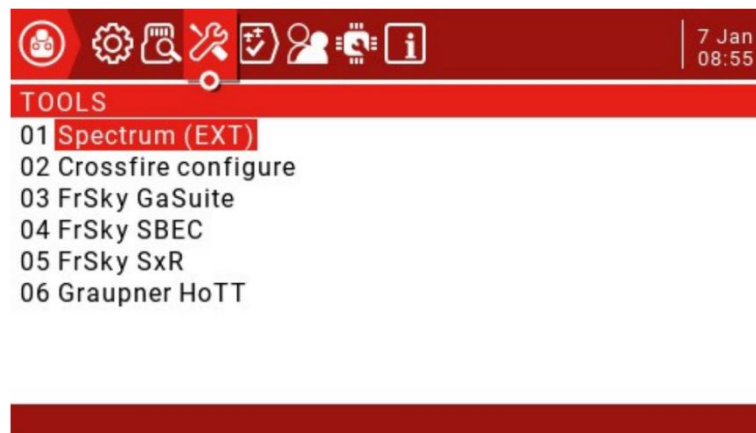 7 Jan
08:55
TOOLS
01 Spectrum (EXT)
02 Crossfire configure
03 FrSky GaSuite
04 FrSky SBEC
05 FrSky SxR
06 Graupner HoTT